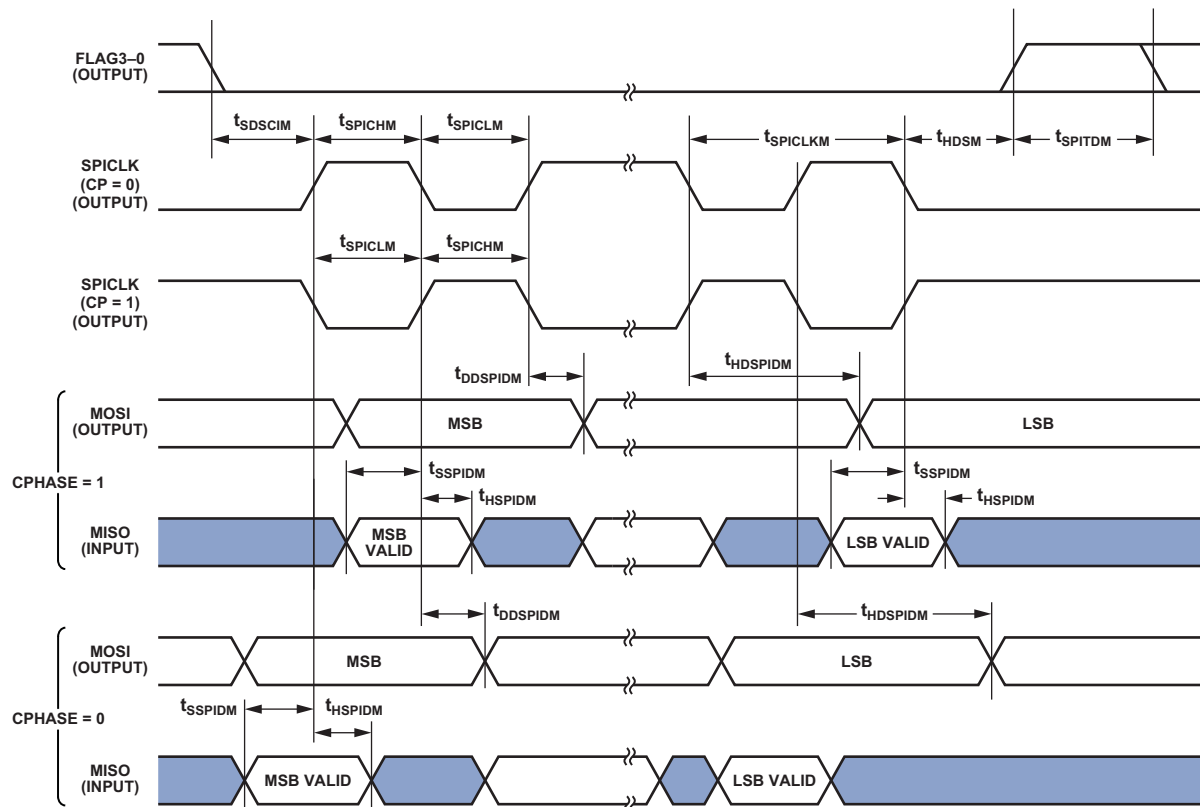 FLAG3–0
(OUTPUT)
tSDSCIM
tSPICHM
tSPICLM
tSPICLKM
tHDSM
tSPITDM
SPICLK
(CP = 0)
(OUTPUT)
tSPICLM
tSPICHM
SPICLK
(CP = 1)
(OUTPUT)
tDDSPIDM
tHDSPIDM
MOSI
(OUTPUT)
MSB
LSB
CPHASE = 1
tSSPIDM
tSSPIDM
tHSPIDM
tHSPIDM
MISO
(INPUT)
MSB
VALID
LSB VALID
tDDSPIDM
tHDSPIDM
MOSI
(OUTPUT)
MSB
LSB
CPHASE = 0
tSSPIDM
tHSPIDM
MISO
(INPUT)
MSB VALID
LSB VALID